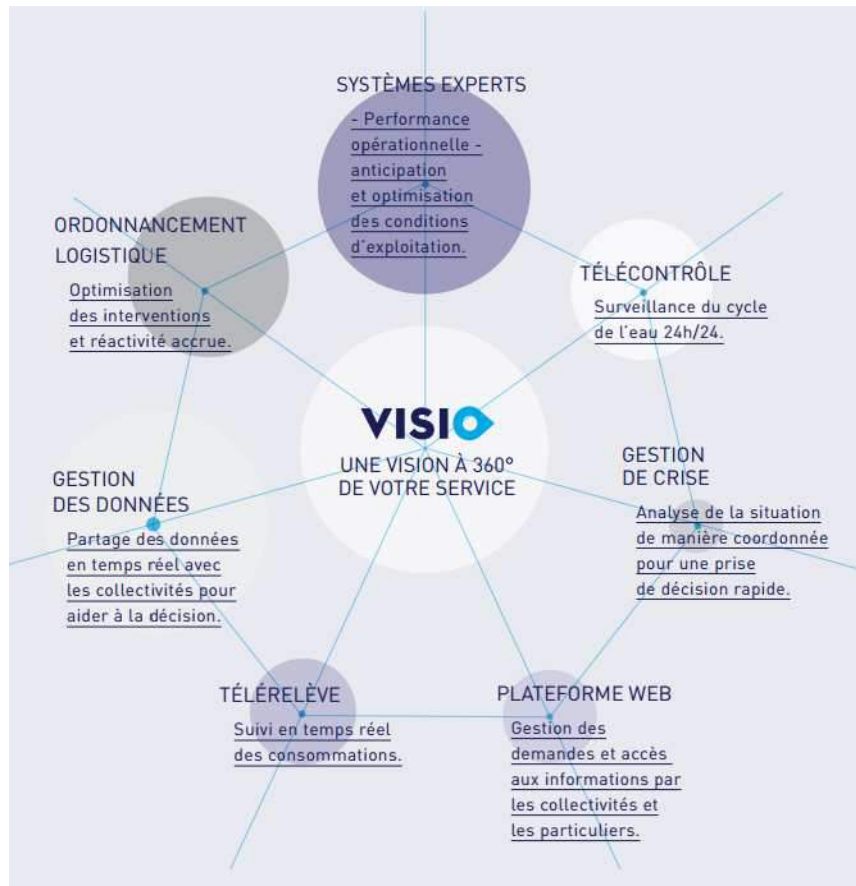 SYSTÈMES EXPERTS
- Performance
opérationnelle -
anticipation
et optimisation
des conditions
d'exploitation.
ORDONNANCEMENT
LOGISTIQUE
Optimisation
des interventions
et réactivité accrue.
TÉLÉCONTRÔLE
Surveillance du cycle
de l'eau 24h/24.
VISIO
UNE VISION À 360°
DE VOTRE SERVICE
GESTION
DES DONNÉES
Partage des données
en temps réel avec
les collectivités pour
aider à la décision.
GESTION
DE CRISE
Analyse de la situation
de manière coordonnée
pour une prise
de décision rapide.
TÉLÉRELÈVE
Suivi en temps réel
des consommations.
PLATEFORME WEB
Gestion des
demandes et accès
aux informations par
les collectivités et
les particuliers.